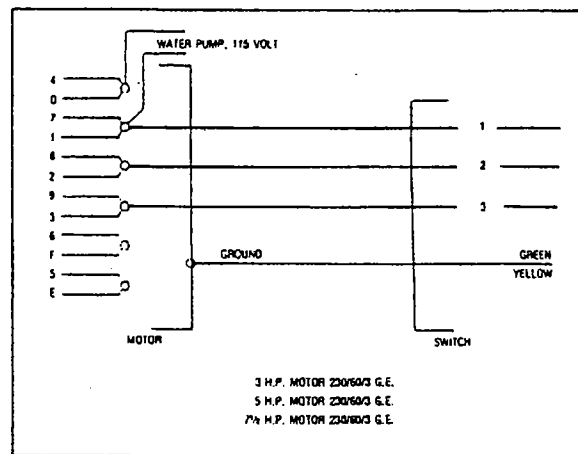 WATER PUMP, 115 VOLT
4
D
7
1
1
8
2
2
9
3
3
6
F
GROUND
GREEN
5
YELLOW
E
MOTOR
SWITCH
3 H.P. MOTOR 230/60/3 G.E.
5 H.P. MOTOR 230/60/3 G.E.
7½ H.P. MOTOR 230/60/3 G.E.